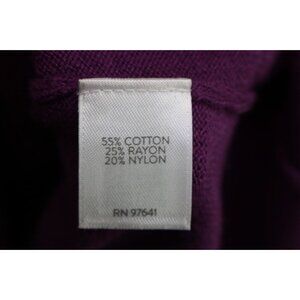 55% COTTON
25% RAYON
20% NYLON
RN 97641